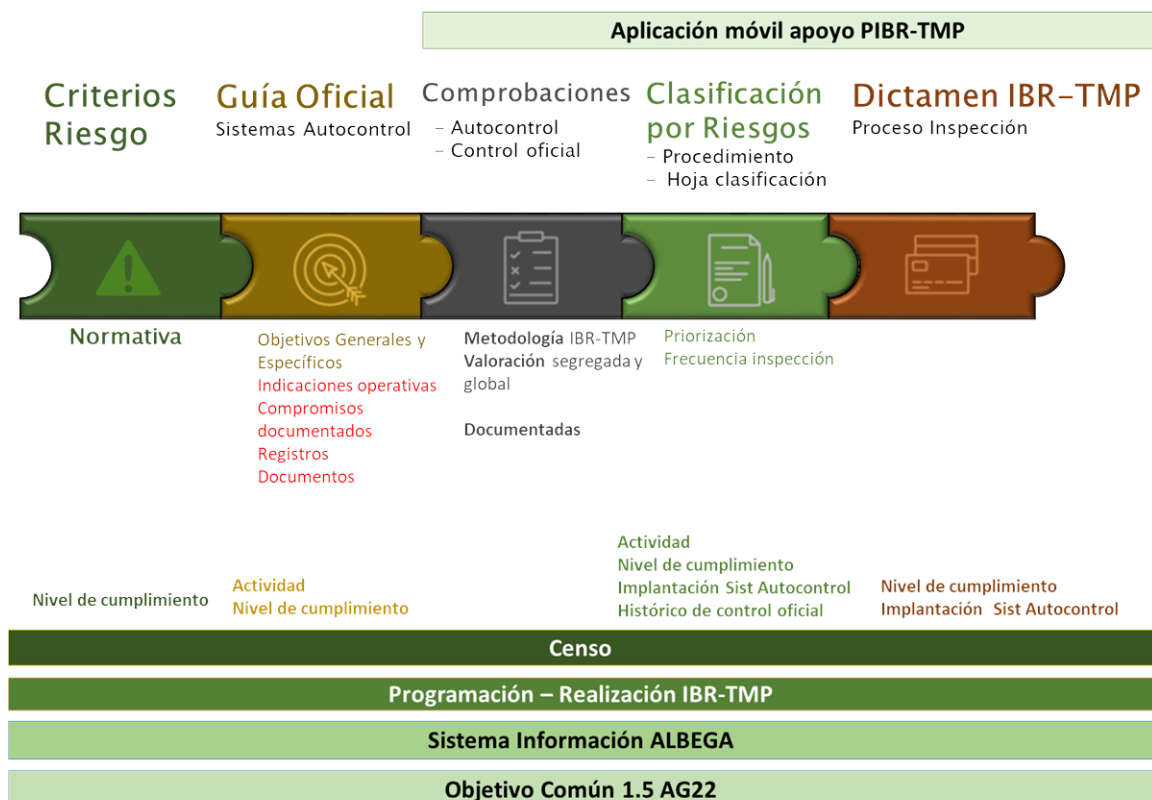 Aplicación móvil apoyo PIBR-TMP
Criterios
Riesgo
Guía Oficial
Sistemas Autocontrol
Comprobaciones
– Autocontrol
– Control oficial
Clasificación
por Riesgos
– Procedimiento
– Hoja clasificación
Dictamen IBR-TMP
Proceso Inspección
Normativa
Objetivos Generales y
Específicos
Indicaciones operativas
Compromisos
documentados
Registros
Documentos
Metodología IBR-TMP
Valoración segregada y
global
Documentadas
Priorización
Frecuencia inspección
Nivel de cumplimiento
Actividad
Nivel de cumplimiento
Actividad
Nivel de cumplimiento
Implantación Sist Autocontrol
Histórico de control oficial
Nivel de cumplimiento
Implantación Sist Autocontrol
Censo
Programación – Realización IBR-TMP
Sistema Información ALBEGA
Objetivo Común 1.5 AG22